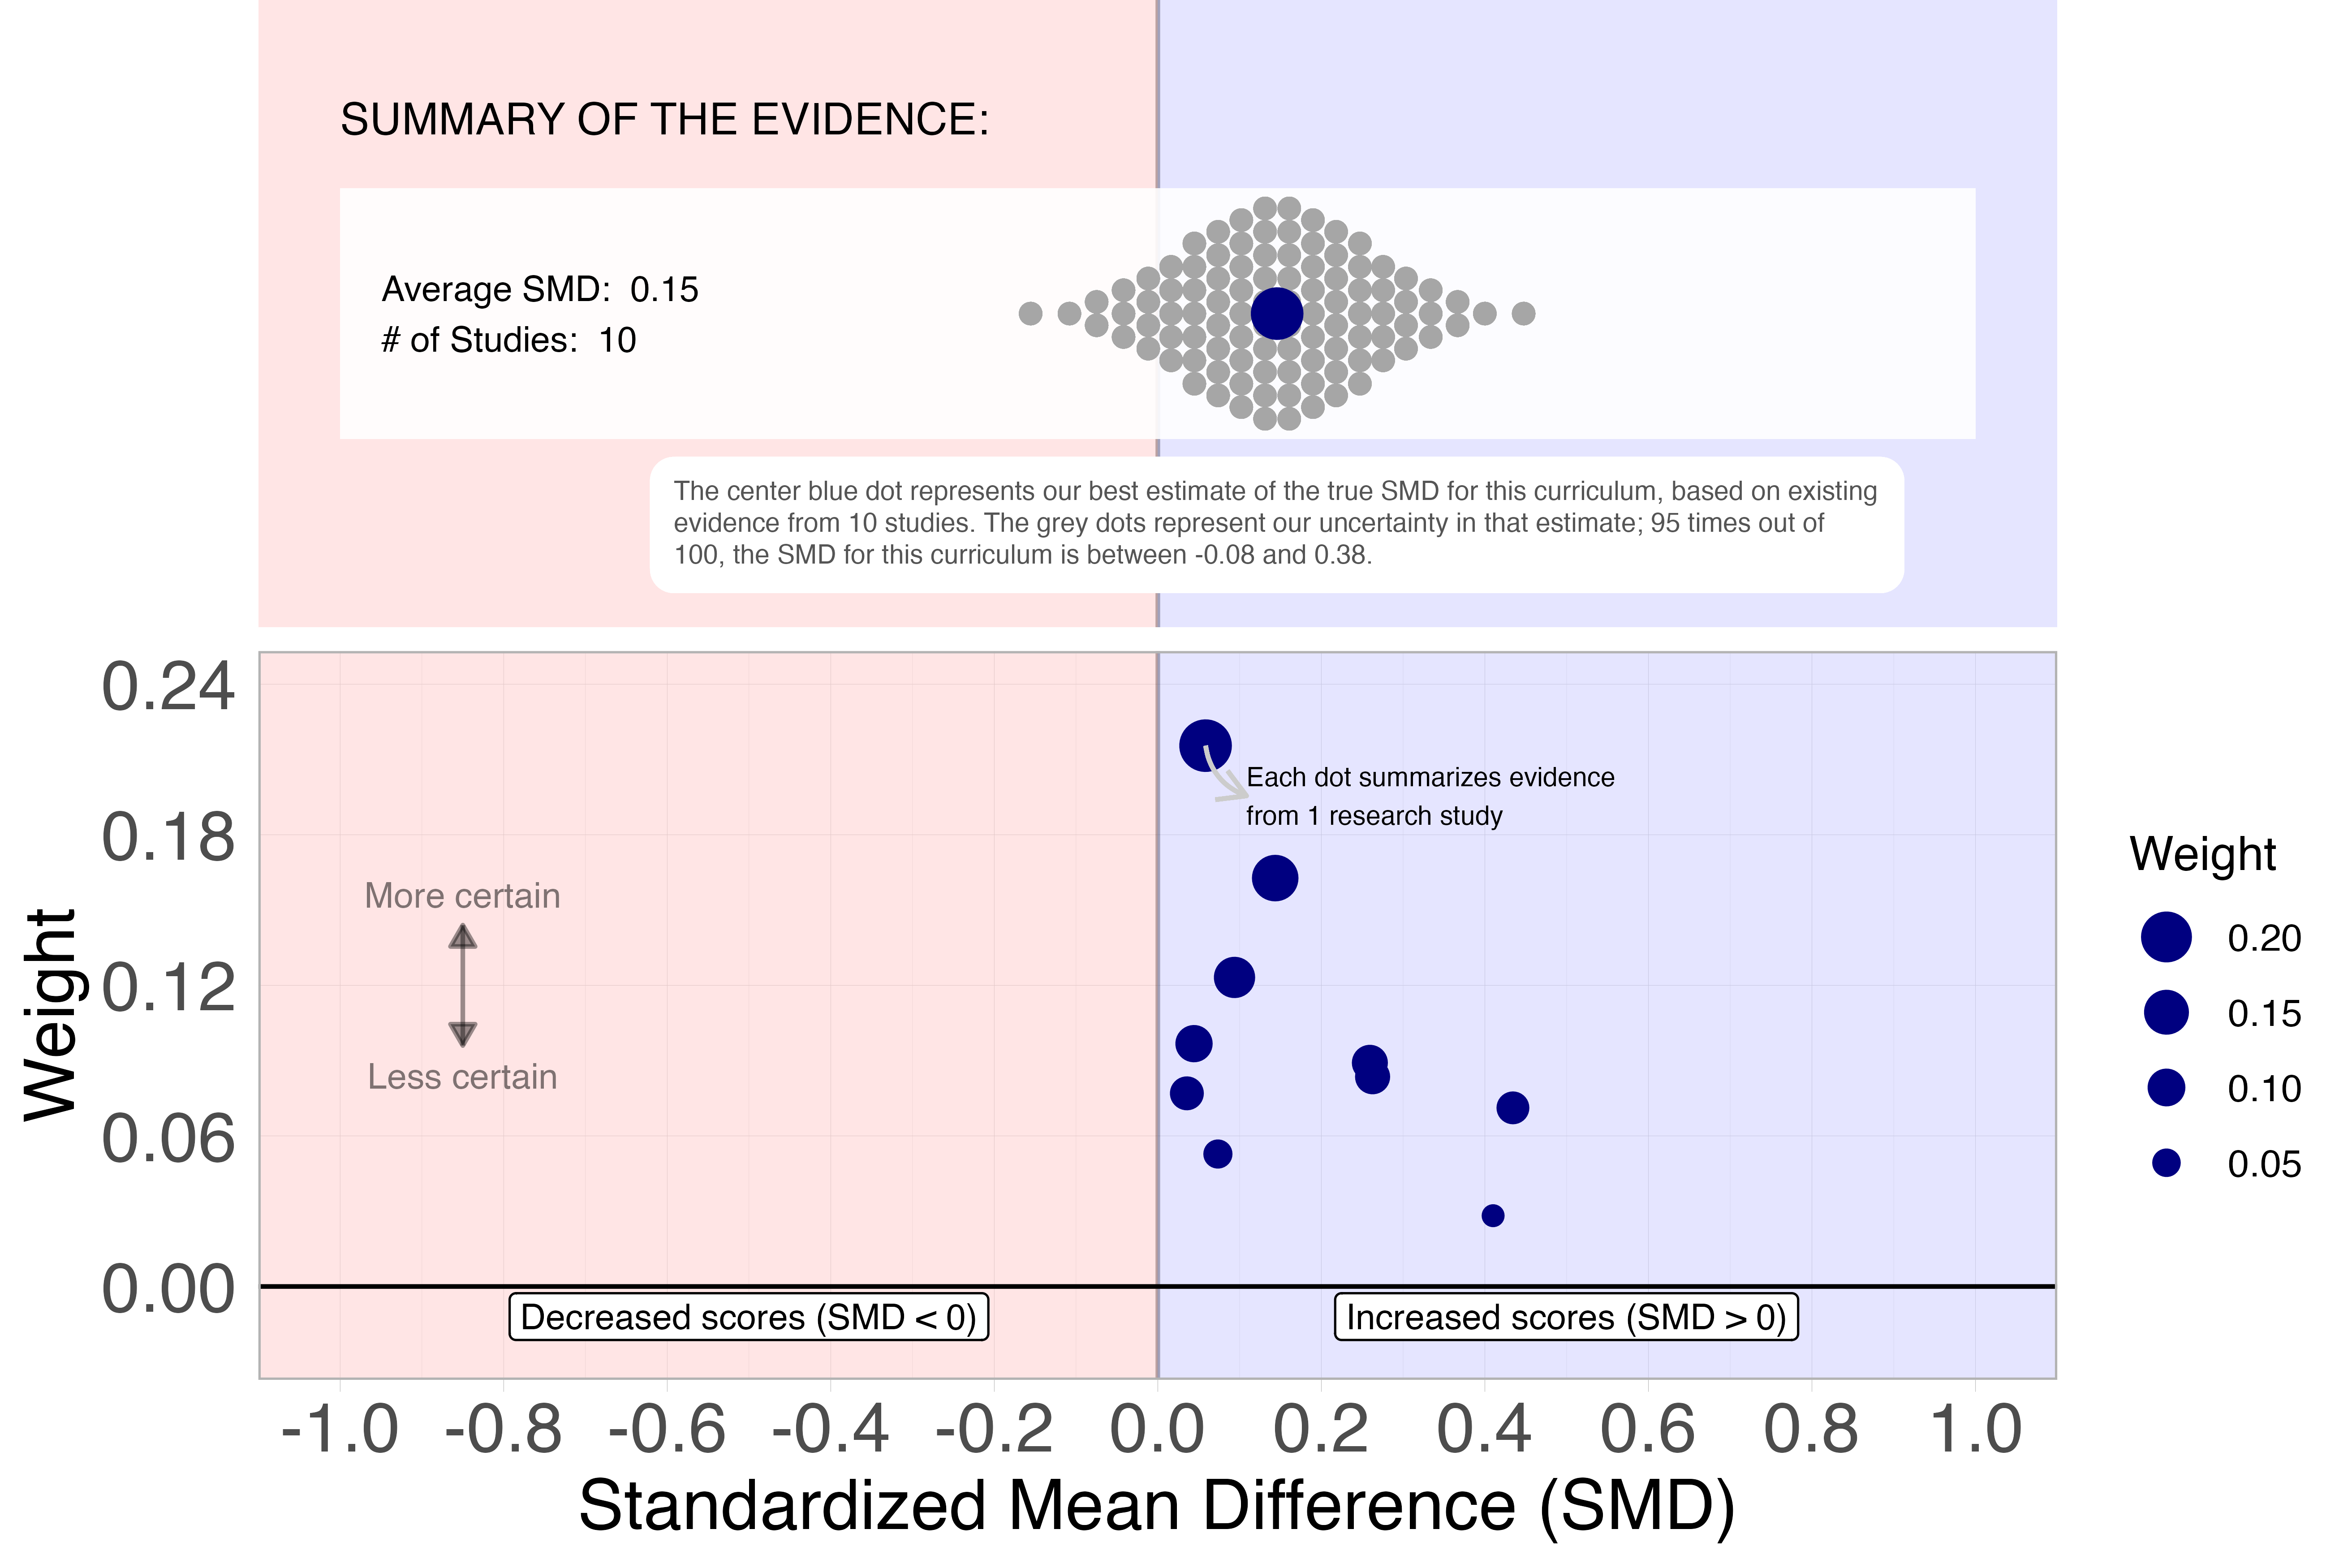 SUMMARY OF THE EVIDENCE:
Average SMD: 0.15
# of Studies: 10
The center blue dot represents our best estimate of the true SMD for this curriculum, based on existing
evidence from 10 studies. The grey dots represent our uncertainty in that estimate; 95 times out of
100, the SMD for this curriculum is between -0.08 and 0.38.
0.24
0.18
0.12
0.06
0.00
Weight
Each dot summarizes evidence
from 1 research study
More certain
Less certain
Decreased scores (SMD < 0)
Increased scores (SMD > 0)
-1.0 -0.8 -0.6 -0.4 -0.2 0.0 0.2 0.4 0.6 0.8 1.0
Standardized Mean Difference (SMD)
Weight
0.20
0.15
0.10
0.05